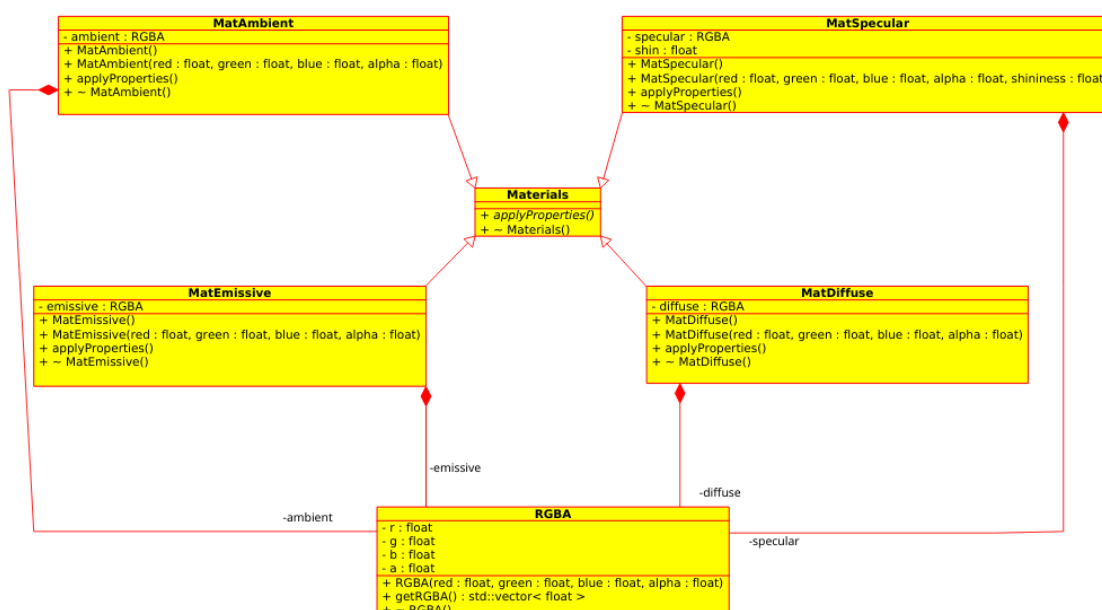 MatAmbient
- ambient : RGBA
+ MatAmbient()
+ MatAmbient(red : float, green : float, blue : float, alpha : float)
+ applyProperties()
+ ~ MatAmbient()
MatSpecular
- specular : RGBA
- shin : float
+ MatSpecular()
+ MatSpecular(red : float, green : float, blue : float, alpha : float, shininess : float
+ applyProperties()
+ ~ MatSpecular()
Materials
+ applyProperties()
+ ~ Materials()
MatEmissive
- emissive : RGBA
+ MatEmissive()
+ MatEmissive(red : float, green : float, blue : float, alpha : float)
+ applyProperties()
+ ~ MatEmissive()
MatDiffuse
- diffuse : RGBA
+ MatDiffuse()
+ MatDiffuse(red : float, green : float, blue : float, alpha : float)
+ applyProperties()
+ ~ MatDiffuse()
-emissive
-diffuse
-ambient
-specular
RGBA
- r : float
- g : float
- b : float
- a : float
+ RGBA(red : float, green : float, blue : float, alpha : float)
+ getRGBA() : std::vector< float >
+ ~ RGBA()